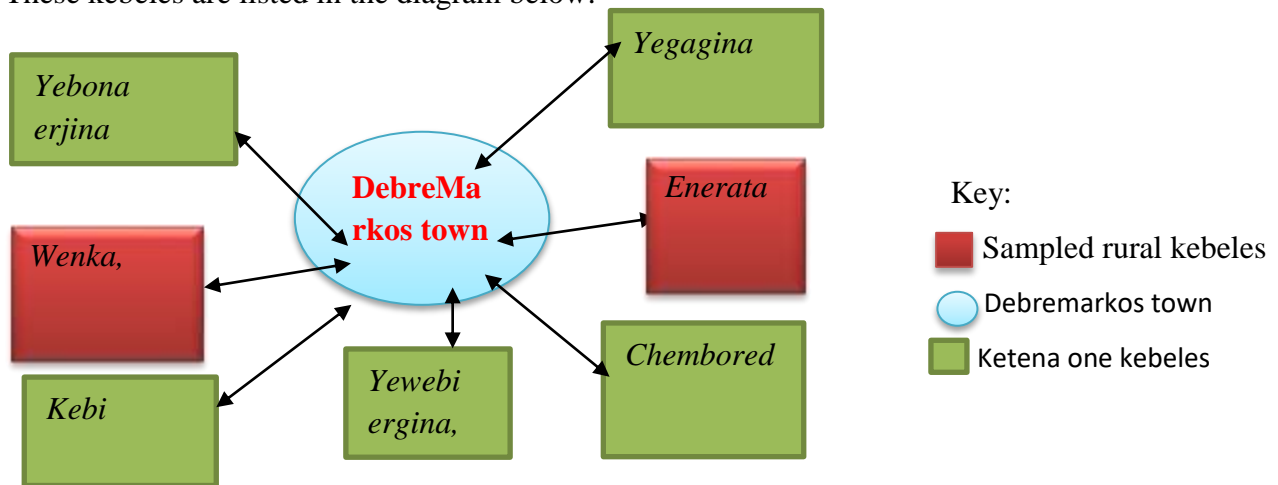 These kebeles are listed in the diagram below.
Yegagina
Yebona
erjina
DebreMa
rkos town
Enerata
Wenka,
Kebi
Yewebi
ergina,
Chembored
Key:
Sampled rural kebeles
Debremarkos town
Ketena one kebeles